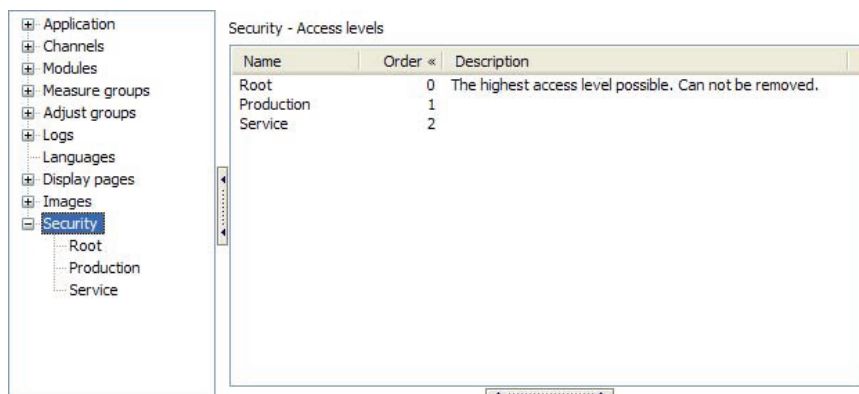 Application
Channels
Modules
Measure groups
Adjust groups
Logs
Languages
Display pages
Images
Security
Root
Production
Service
Security - Access levels
Name Order « Description
Root 0 The highest access level possible. Can not be removed.
Production 1
Service 2